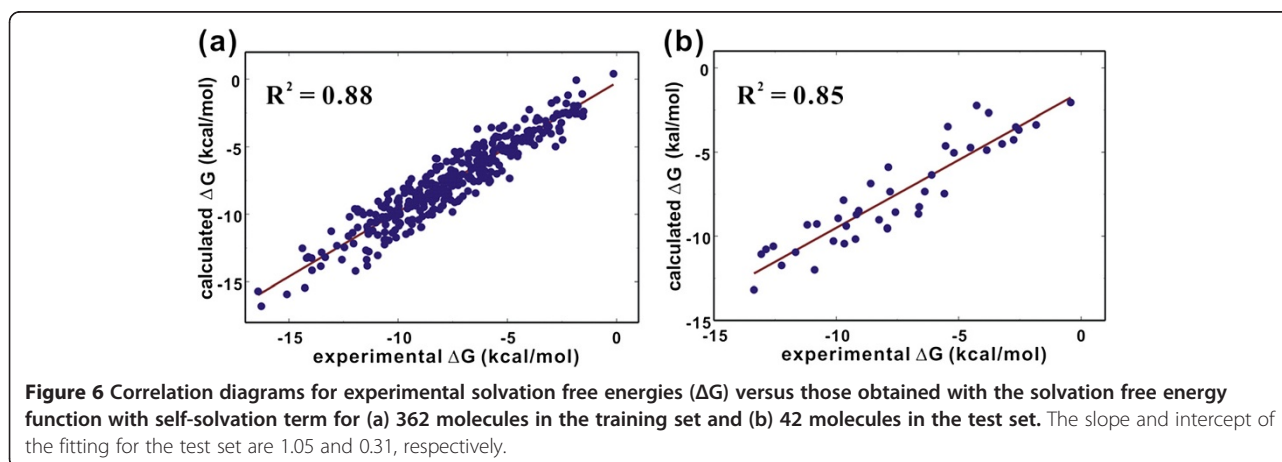 (a)
R² = 0.88
calculated ΔG (kcal/mol)
0
-5
-10
-15
-15
-10
-5
0
experimental ΔG (kcal/mol)
(b)
R² = 0.85
calculated ΔG (kal/mol)
0
-5
-10
-15
-15
-10
-5
0
experimental ΔG (kcal/mol)
Figure 6 Correlation diagrams for experimental solvation free energies (ΔG) versus those obtained with the solvation free energy
function with self-solvation term for (a) 362 molecules in the training set and (b) 42 molecules in the test set. The slope and intercept of
the fitting for the test set are 1.05 and 0.31, respectively.